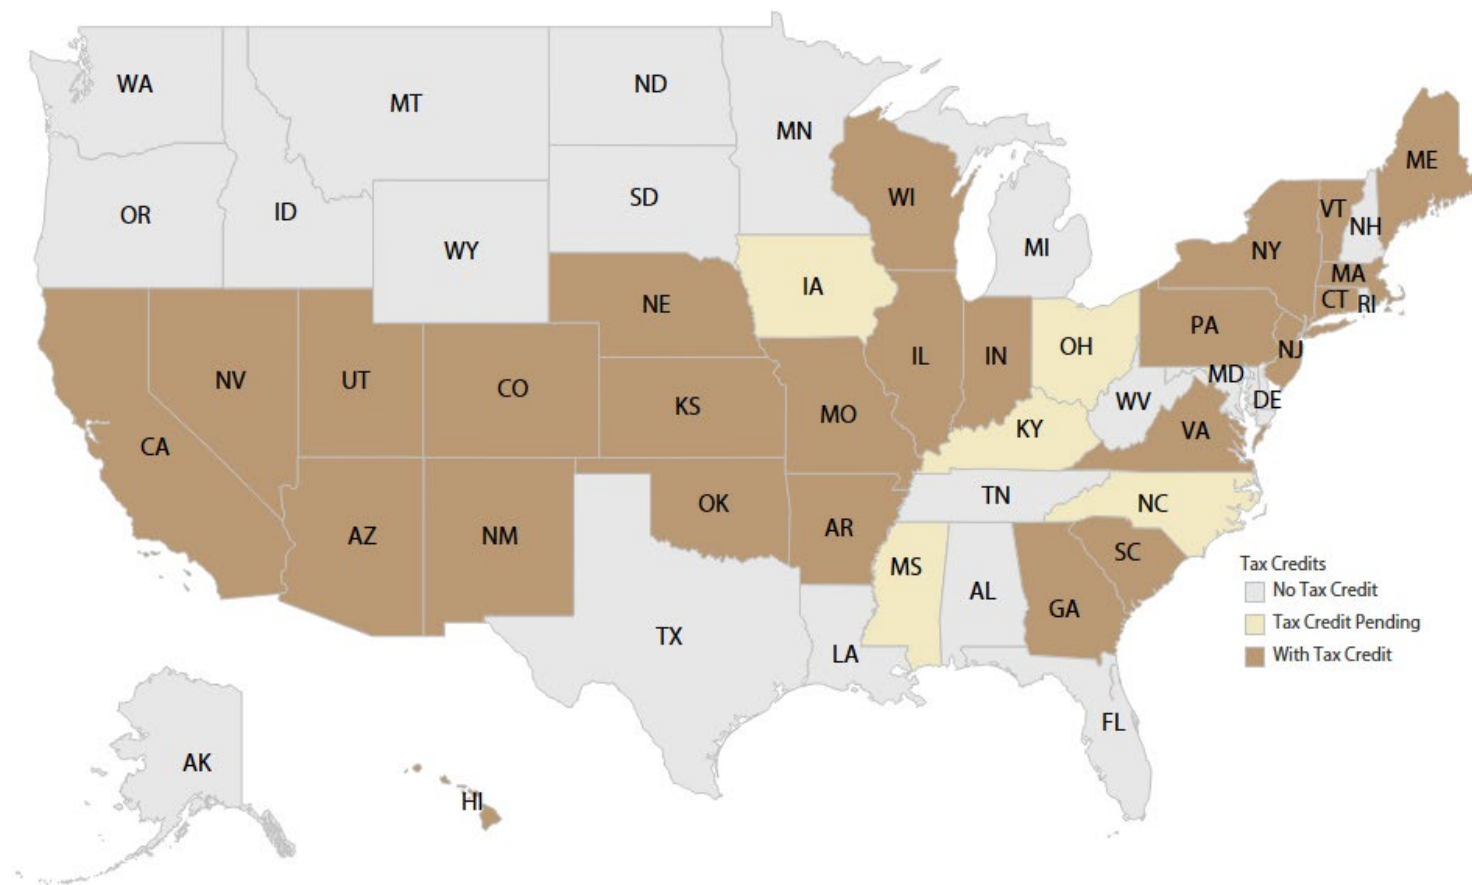 WA
MT
ND
MN
OR
ID
SD
WI
MI
ME
VT
NH
WY
NY
MA
IA
CT
RI
NE
PA
OH
NJ
NV
UT
CO
IL
IN
MD
KS
MO
WV
DE
CA
KY
VA
OK
TN
NC
AZ
NM
AR
SC
MS
AL
GA
TX
LA
FL
AK
HI
Tax Credits
No Tax Credit
Tax Credit Pending
With Tax Credit